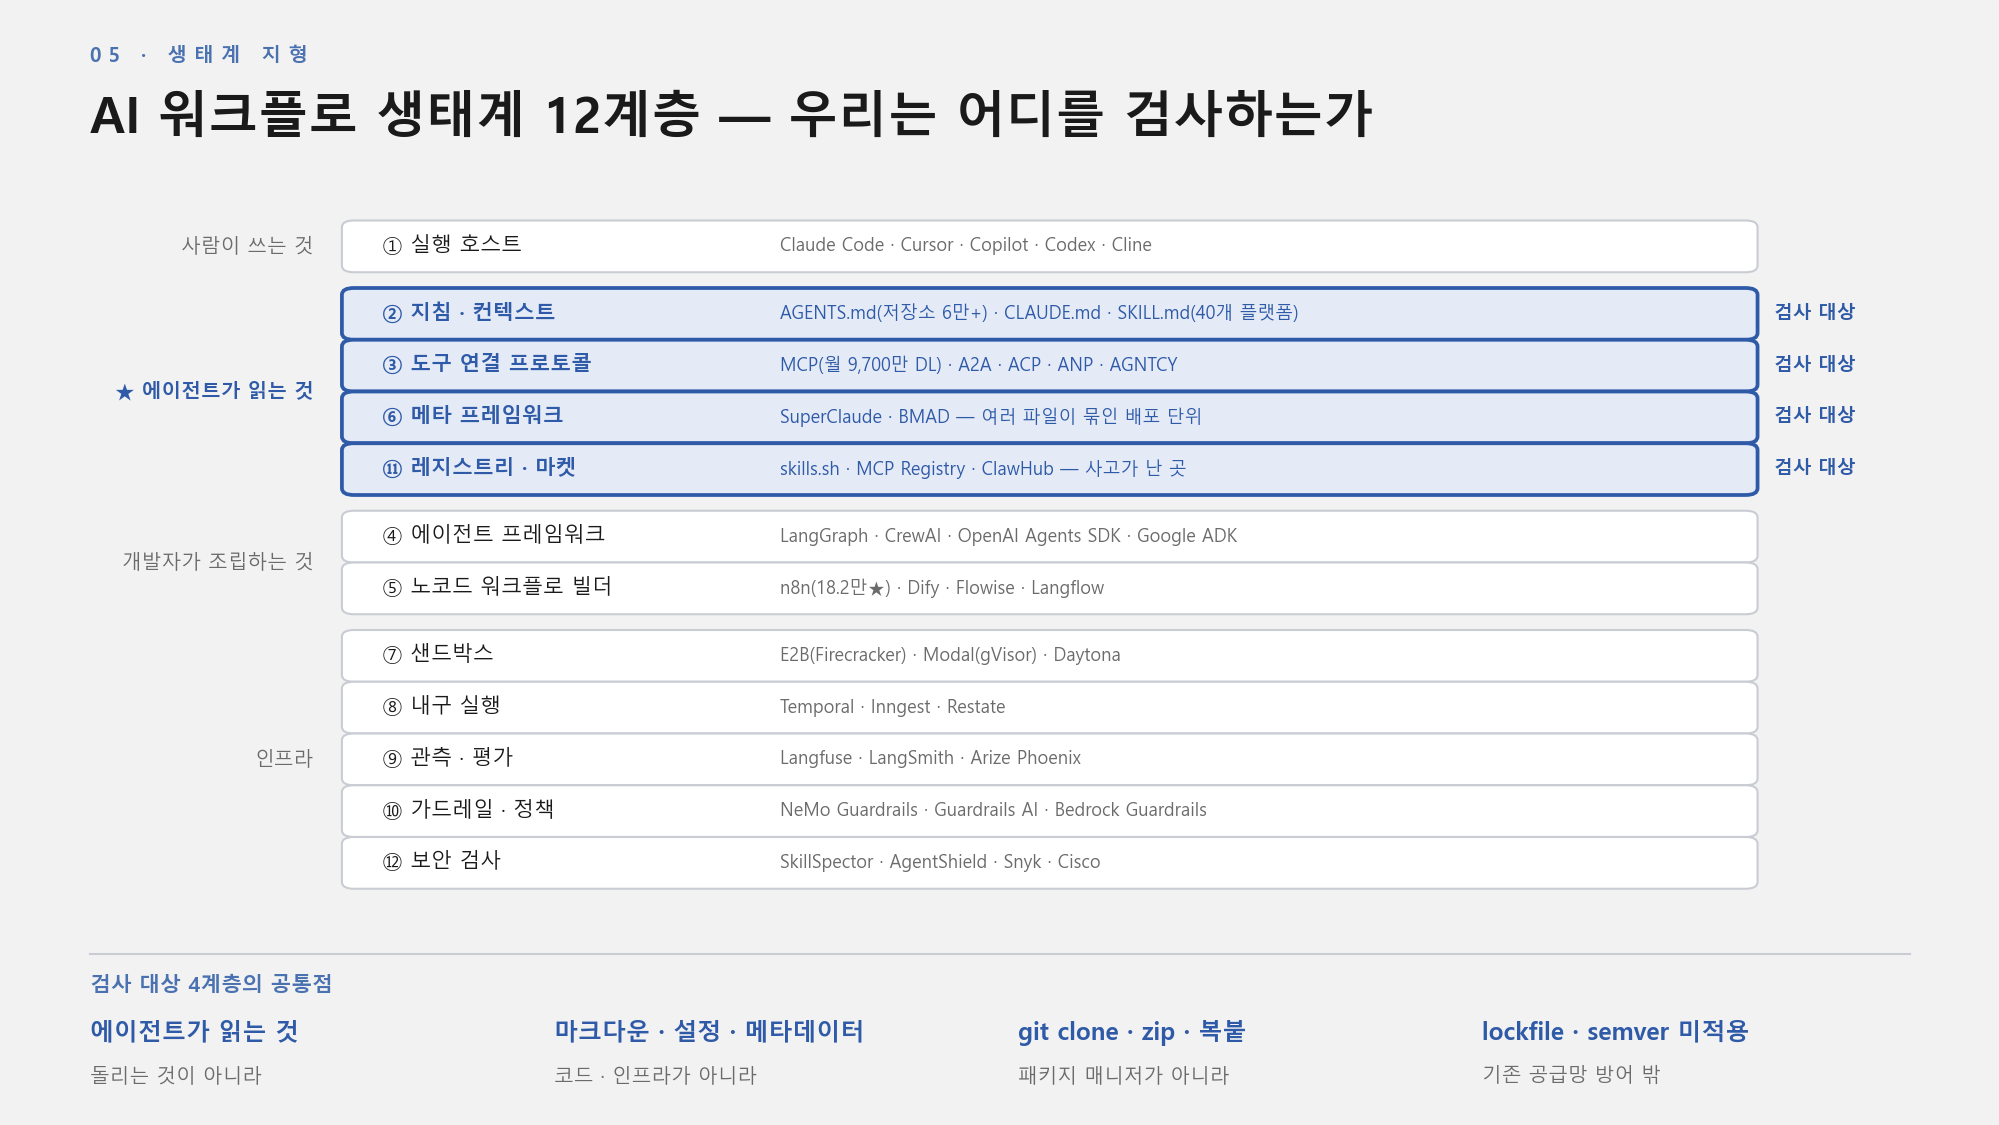 05 · 생태계 지형
AI 워크플로 생태계 12계층 — 우리는 어디를 검사하는가
사람이 쓰는 것
① 실행 호스트 Claude Code · Cursor · Copilot · Codex · Cline
② 지침 · 컨텍스트 AGENTS.md(저장소 6만+) · CLAUDE.md · SKILL.md(40개 플랫폼) 검사 대상
③ 도구 연결 프로토콜 MCP(월 9,700만 DL) · A2A · ACP · ANP · AGNTCY 검사 대상
★ 에이전트가 읽는 것
⑥ 메타 프레임워크 SuperClaude · BMAD — 여러 파일이 묶인 배포 단위 검사 대상
⑪ 레지스트리 · 마켓 skills.sh · MCP Registry · ClawHub — 사고가 난 곳 검사 대상
④ 에이전트 프레임워크 LangGraph · CrewAI · OpenAI Agents SDK · Google ADK
개발자가 조립하는 것
⑤ 노코드 워크플로 빌더 n8n(18.2만★) · Dify · Flowise · Langflow
⑦ 샌드박스 E2B(Firecracker) · Modal(gVisor) · Daytona
⑧ 내구 실행 Temporal · Inngest · Restate
인프라
⑨ 관측 · 평가 Langfuse · LangSmith · Arize Phoenix
⑩ 가드레일 · 정책 NeMo Guardrails · Guardrails AI · Bedrock Guardrails
⑫ 보안 검사 SkillSpector · AgentShield · Snyk · Cisco
검사 대상 4계층의 공통점
에이전트가 읽는 것 마크다운 · 설정 · 메타데이터 git clone · zip · 복붙 lockfile · semver 미적용
돌리는 것이 아니라 코드 · 인프라가 아니라 패키지 매니저가 아니라 기존 공급망 방어 밖